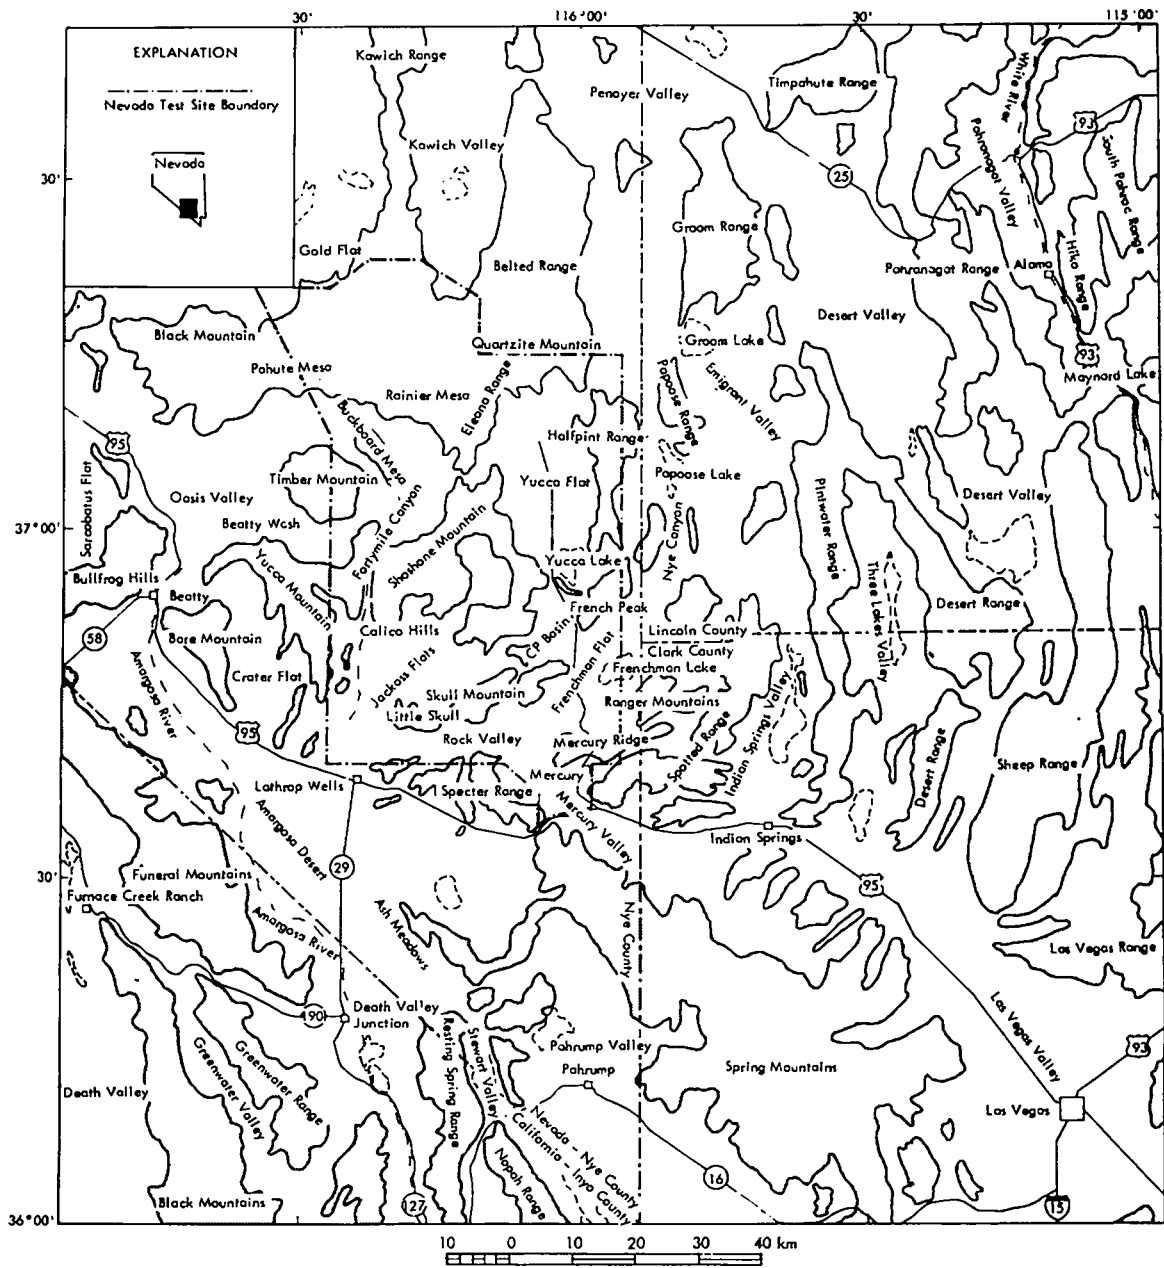 30'
116°00'
30'
115°00'
EXPLANATION
Nevada Test Site Boundary
Nevada
Kawich Range
Penoyer Valley
Timpahute Range
White River
93
Kawich Valley
Pahranagat Valley
South Pahroc Range
30'
25
Groom Range
Gold Flat
Belted Range
Pahranagat Range
Alamo
Hiko Range
Desert Valley
Black Mountain
Quartzite Mountain
Groom Lake
93
Pahute Mesa
Maynard Lake
Rainier Mesa
Eleana Range
Papoose Range
Emigrant Valley
Buckboard Mesa
95
Halfpint Range
Sarcobatus Flat
Timber Mountain
Yucca Flat
Papoose Lake
Oasis Valley
Pintwater Range
Desert Valley
37°00'
Beatty Wash
Fortymile Canyon
Shoshone Mountain
Nye Canyon
Yucca Mountain
Yucca Lake
Three Lakes Valley
Bullfrog Hills
Beatty
French Peak
Desert Range
58
Bare Mountain
Calico Hills
CP Basin
Lincoln County
Clark County
Amargosa River
Crater Flat
Jackass Flats
Frenchman Flat
Frenchman Lake
Skull Mountain
Little Skull
Ranger Mountains
95
Rock Valley
Mercury Ridge
Spotted Range
Indian Springs Valley
Desert Range
Sheep Range
Lathrop Wells
Mercury
Specter Range
Amargosa Desert
Mercury Valley
Indian Springs
30'
29
95
Funeral Mountains
Furnace Creek Ranch
Amargosa River
Ash Meadows
Nye County
Las Vegas Range
190
Death Valley
Junction
Las Vegas Valley
Greenwater Range
Greenwater Valley
Resting Spring Range
Stewart Valley
Pahrump Valley
Pahrump
Spring Mountains
93
Death Valley
Las Vegas
Nevada - Nye County
California - Inyo County
Nopah Range
16
Black Mountains
127
15
36°00'
10 0 10 20 30 40 km